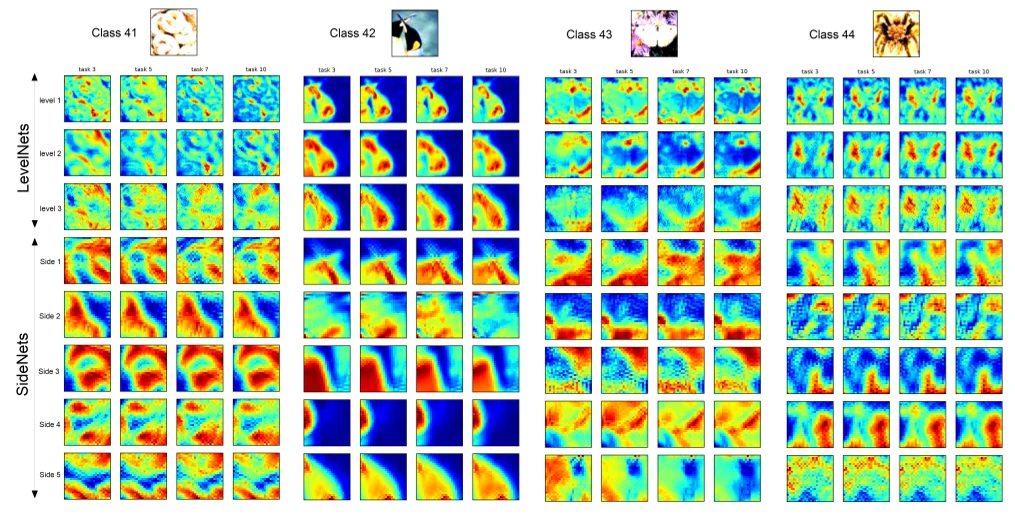 Class 41 Class 42 Class 43 Class 44
task 3 task 5 task 7 task 10 task 3 task 5 task 7 task 10 task 3 task 5 task 7 task 10 task 3 task 5 task 7 task 10
LevelNets
level 1
level 2
level 3
SideNets
Side 1
Side 2
Side 3
Side 4
Side 5